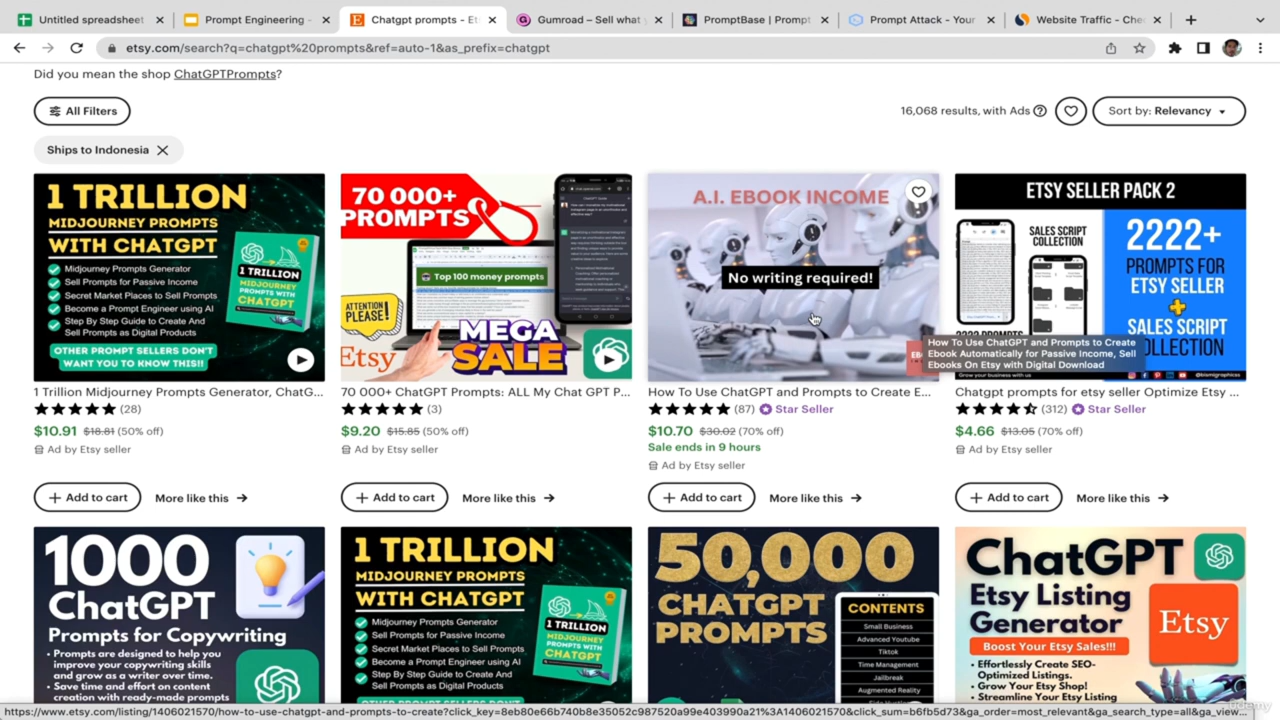 Untitled spreadsheet
Prompt Engineering -
Chatgpt prompts - Et
Gumroad – Sell what
PromptBase | Prompt
Prompt Attack - Your
Website Traffic - Che
etsy.com/search?q=chatgpt%20prompts&ref=auto-1&as_prefix=chatgpt
Did you mean the shop ChatGPTPrompts?
All Filters
16,068 results, with Ads
Sort by: Relevancy
Ships to Indonesia
1 TRILLION
MIDJOURNEY PROMPTS
WITH CHATGPT
Midjourney Prompts Generator
Sell Prompts for Passive Income
Secret Market Places to Sell Prompts
Become a Prompt Engineer using AI
Step By Step Guide to Create And
Sell Prompts as Digital Products
OTHER PROMPT SELLERS DON'T
WANT YOU TO KNOW THIS!!
1 TRILLION
MIDJOURNEY
PROMPTS WITH
CHATGPT
70 000+
PROMPTS
Top 100 money prompts
ATTENTION
PLEASE!
Etsy
MEGA
SALE
A.I. EBOOK INCOME
No writing required!
How To Use ChatGPT and Prompts to Create
Ebook Automatically for Passive Income, Sell
Ebooks On Etsy with Digital Download
ETSY SELLER PACK 2
SALES SCRIPT
COLLECTION
2222+
PROMPTS FOR
ETSY SELLER
+
SALES SCRIPT
Grow your business with us
@bismigraphicss
1 Trillion Midjourney Prompts Generator, ChatG...
(28)
$10.91 $18.81 (50% off)
Ad by Etsy seller
70 000+ ChatGPT Prompts: ALL My Chat GPT P...
(3)
$9.20 $15.85 (50% off)
Ad by Etsy seller
How To Use ChatGPT and Prompts to Create E...
(87) Star Seller
$10.70 $30.02 (70% off)
Sale ends in 9 hours
Ad by Etsy seller
Chatgpt prompts for etsy seller Optimize Etsy ...
(312) Star Seller
$4.66 $13.05 (70% off)
Ad by Etsy seller
+ Add to cart
More like this
+ Add to cart
More like this
+ Add to cart
More like this
+ Add to cart
More like this
1000
ChatGPT
Prompts for Copywriting
• Prompts are designed to help you
improve your copywriting skills
and grow as a writer over time.
• Save time and effort on content
creation with ready-made prompts
1 TRILLION
MIDJOURNEY PROMPTS
WITH CHATGPT
Midjourney Prompts Generator
Sell Prompts for Passive Income
Secret Market Places to Sell Prompts
Become a Prompt Engineer using AI
Step By Step Guide to Create And
Sell Prompts as Digital Products
1 TRILLION
MIDJOURNEY
PROMPTS WITH
CHATGPT
50,000
CHATGPT
PROMPTS
CONTENTS
Small Business
Advanced Youtube
Tiktok
Time Management
Jailbreak
Augmented Reality
ChatGPT
Etsy Listing
Generator
Boost Your Etsy Sales!!!
Etsy
• Effortlessly Create SEO-
Optimized Listings.
• Grow Your Etsy Shop!
• Streamline Your Etsy Listing
https://www.etsy.com/listing/1406021570/how-to-use-chatgpt-and-prompts-to-create?click_key=8eb80e66b740b8e35052c987520a99e403990a21%3A1406021570&click_sum=b6fb5d73&ga_order=most_relevant&ga_search_type=all&ga_view...